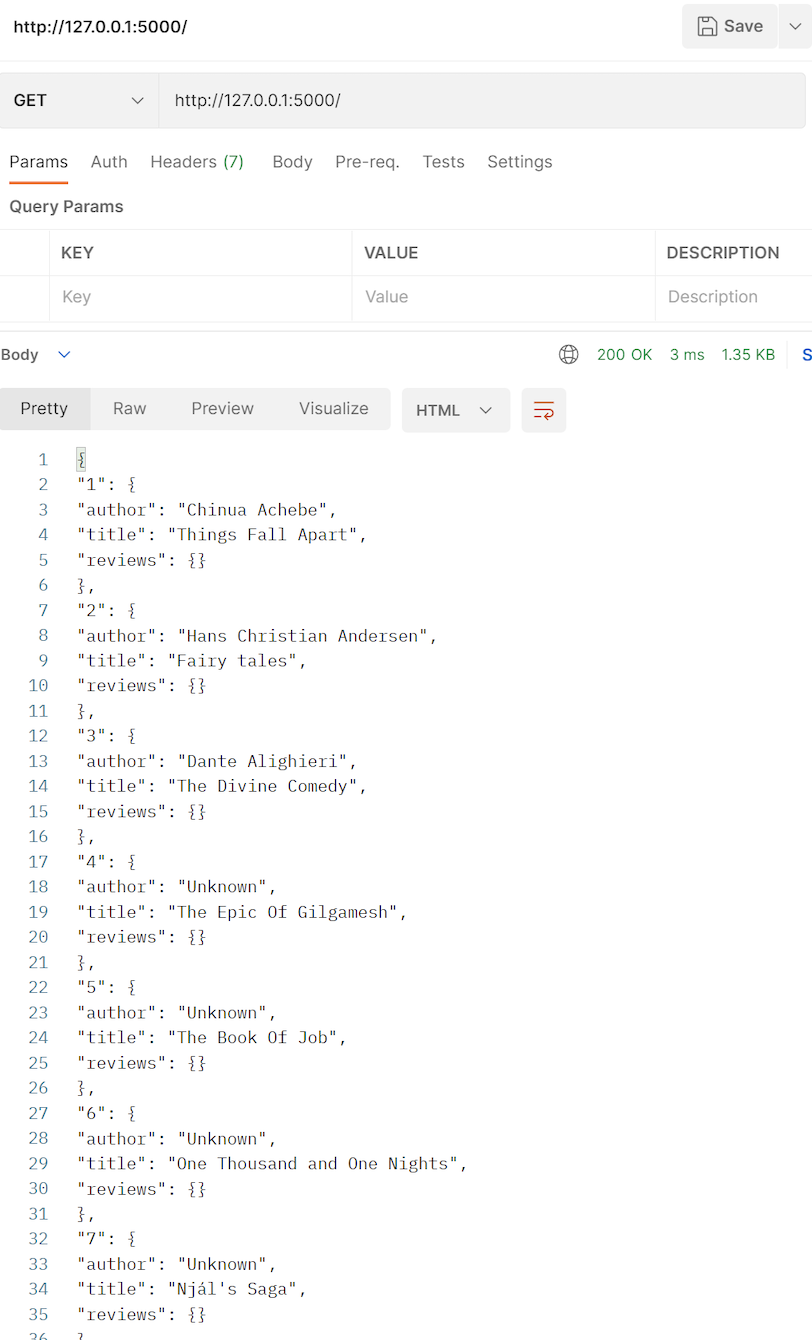 http://127.0.0.1:5000/ Save
GET http://127.0.0.1:5000/
Params Auth Headers (7) Body Pre-req. Tests Settings
Query Params
KEY VALUE DESCRIPTION
Key Value Description
Body 200 OK 3 ms 1.35 KB S
Pretty Raw Preview Visualize HTML
1 {
2 "1": {
3 "author": "Chinua Achebe",
4 "title": "Things Fall Apart",
5 "reviews": {}
6 },
7 "2": {
8 "author": "Hans Christian Andersen",
9 "title": "Fairy tales",
10 "reviews": {}
11 },
12 "3": {
13 "author": "Dante Alighieri",
14 "title": "The Divine Comedy",
15 "reviews": {}
16 },
17 "4": {
18 "author": "Unknown",
19 "title": "The Epic Of Gilgamesh",
20 "reviews": {}
21 },
22 "5": {
23 "author": "Unknown",
24 "title": "The Book Of Job",
25 "reviews": {}
26 },
27 "6": {
28 "author": "Unknown",
29 "title": "One Thousand and One Nights",
30 "reviews": {}
31 },
32 "7": {
33 "author": "Unknown",
34 "title": "Njál's Saga",
35 "reviews": {}
36 }